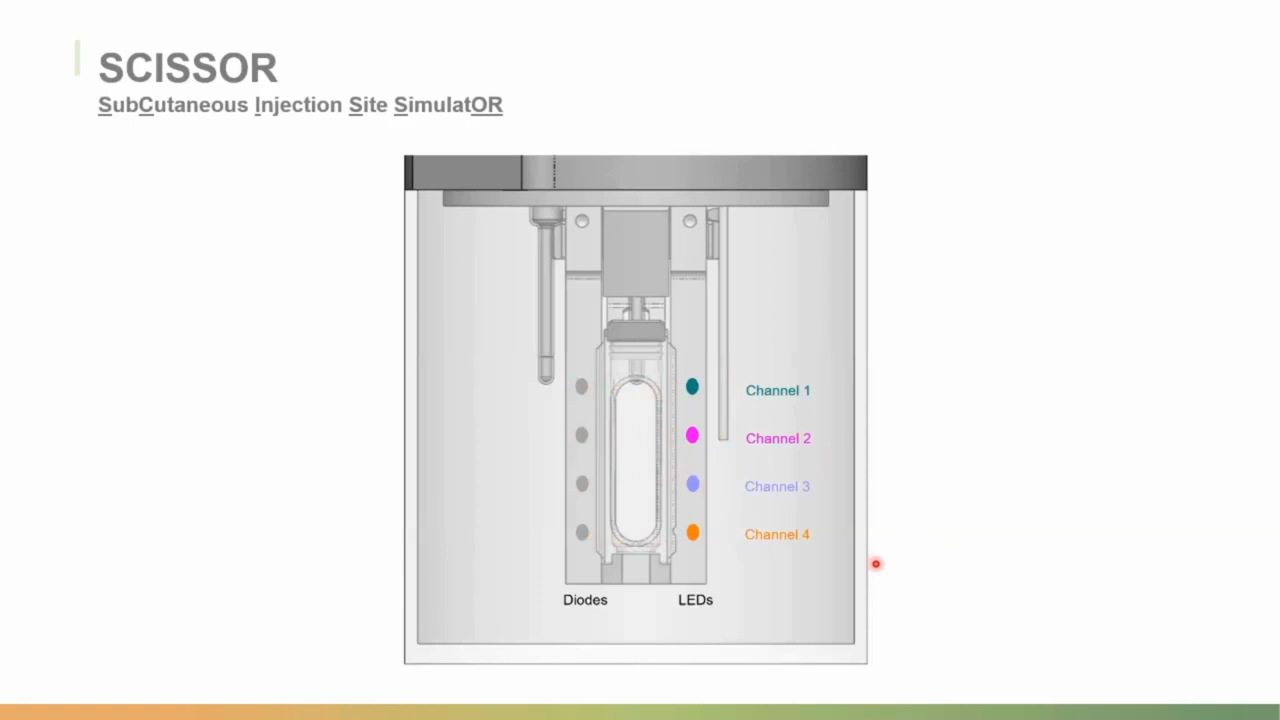 SCISSOR
SubCutaneous Injection Site SimulatOR
Channel 1
Channel 2
Channel 3
Channel 4
Diodes LEDs